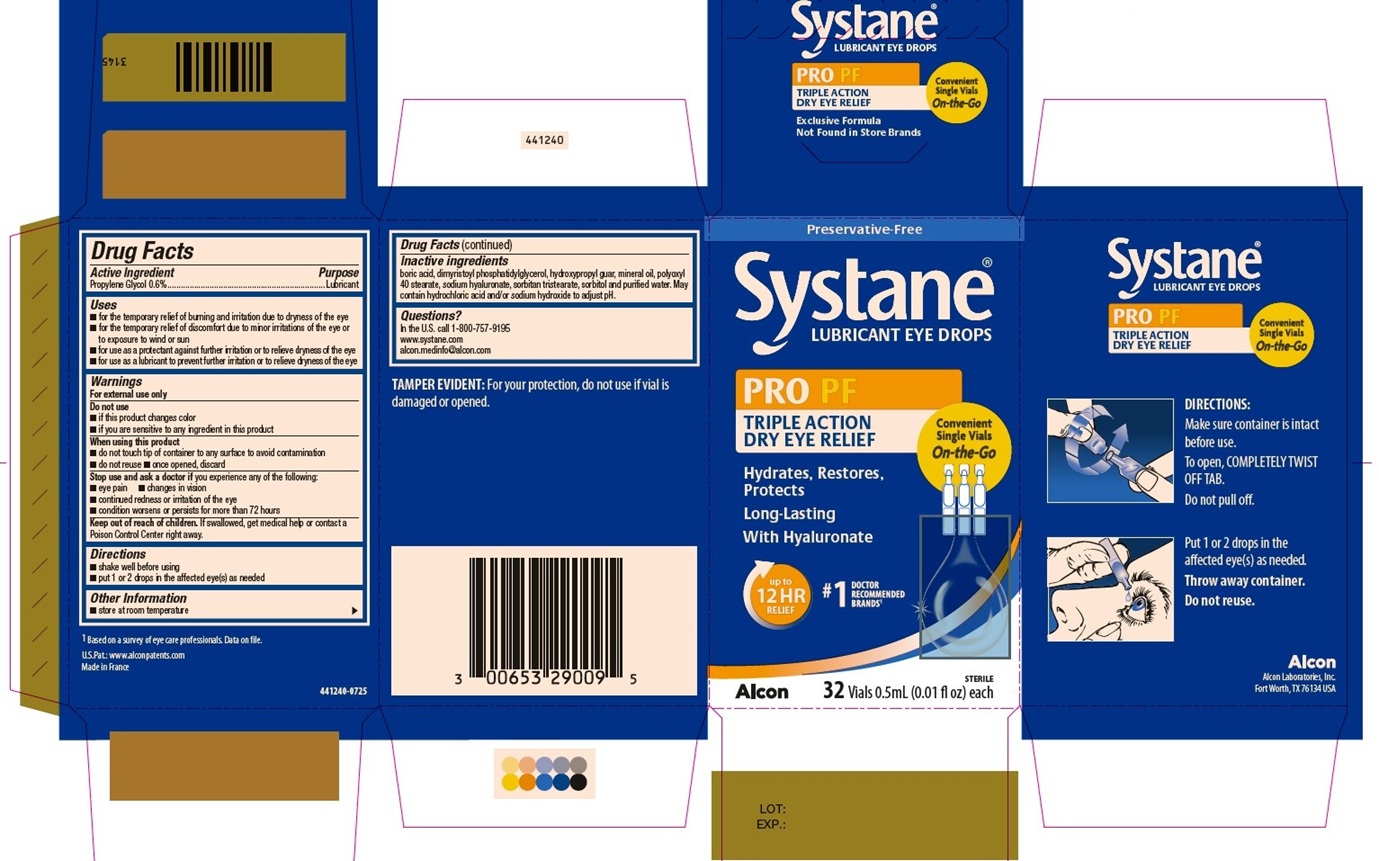 3145
441240
Systane®
LUBRICANT EYE DROPS
PRO PF
TRIPLE ACTION
DRY EYE RELIEF
Convenient
Single Vials
On-the-Go
Exclusive Formula
Not Found in Store Brands
Drug Facts
Active Ingredient Purpose
Propylene Glycol 0.6%..........Lubricant
Uses
■ for the temporary relief of burning and irritation due to dryness of the eye
■ for the temporary relief of discomfort due to minor irritations of the eye or
to exposure to wind or sun
■ for use as a protectant against further irritation or to relieve dryness of the eye
■ for use as a lubricant to prevent further irritation or to relieve dryness of the eye
Warnings
For external use only
Do not use
■ if this product changes color
■ if you are sensitive to any ingredient in this product
When using this product
■ do not touch tip of container to any surface to avoid contamination
■ do not reuse ■ once opened, discard
Stop use and ask a doctor if you experience any of the following:
■ eye pain ■ changes in vision
■ continued redness or irritation of the eye
■ condition worsens or persists for more than 72 hours
Keep out of reach of children. If swallowed, get medical help or contact a
Poison Control Center right away.
Directions
■ shake well before using
■ put 1 or 2 drops in the affected eye(s) as needed
Other Information
■ store at room temperature
1 Based on a survey of eye care professionals. Data on file.
U.S.Pat.: www.alconpatents.com
Made in France
441240-0725
Drug Facts (continued)
Inactive ingredients
boric acid, dimyristoyl phosphatidylglycerol, hydroxypropyl guar, mineral oil, polyoxyl
40 stearate, sodium hyaluronate, sorbitan tristearate, sorbitol and purified water. May
contain hydrochloric acid and/or sodium hydroxide to adjust pH.
Questions?
In the U.S. call 1-800-757-9195
www.systane.com
alcon.medinfo@alcon.com
TAMPER EVIDENT: For your protection, do not use if vial is
damaged or opened.
3 00653 29009 5
Preservative-Free
Systane®
LUBRICANT EYE DROPS
PRO PF
TRIPLE ACTION
DRY EYE RELIEF
Convenient
Single Vials
On-the-Go
Hydrates, Restores,
Protects
Long-Lasting
With Hyaluronate
up to
12 HR
RELIEF
#1 DOCTOR
RECOMMENDED
BRANDS1
STERILE
Alcon 32 Vials 0.5mL (0.01 fl oz) each
LOT:
EXP.:
Systane®
LUBRICANT EYE DROPS
PRO PF
TRIPLE ACTION
DRY EYE RELIEF
Convenient
Single Vials
On-the-Go
DIRECTIONS:
Make sure container is intact
before use.
To open, COMPLETELY TWIST
OFF TAB.
Do not pull off.
Put 1 or 2 drops in the
affected eye(s) as needed.
Throw away container.
Do not reuse.
Alcon
Alcon Laboratories, Inc.
Fort Worth, TX 76134 USA